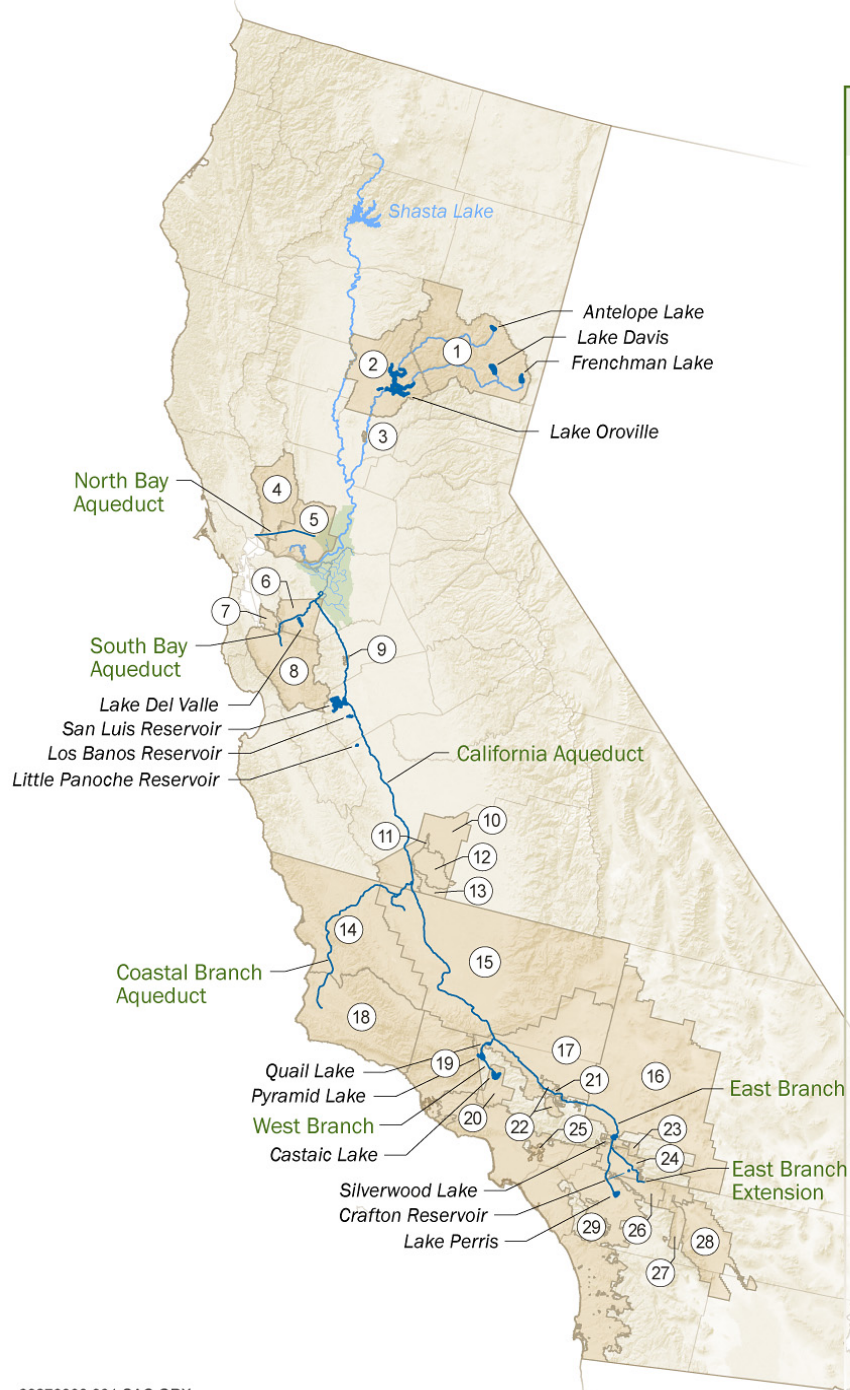 Shasta Lake
Antelope Lake
Lake Davis
Frenchman Lake
1
2
Lake Oroville
3
North Bay
Aqueduct
4
5
6
7
South Bay
Aqueduct
8
9
Lake Del Valle
San Luis Reservoir
Los Banos Reservoir
Little Panoche Reservoir
California Aqueduct
10
11
12
13
14
15
Coastal Branch
Aqueduct
18
17
16
19
Quail Lake
Pyramid Lake
West Branch
Castaic Lake
20
21
22
East Branch
25
23
24
East Branch
Extension
Silverwood Lake
Crafton Reservoir
Lake Perris
29
26
28
27